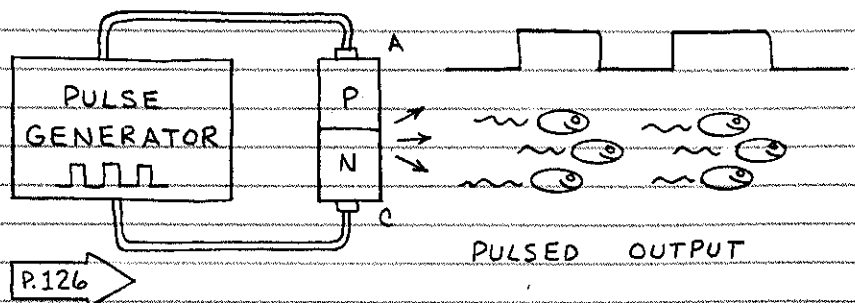 A
PULSE
GENERATOR
P
N
C
PULSED OUTPUT
P.126